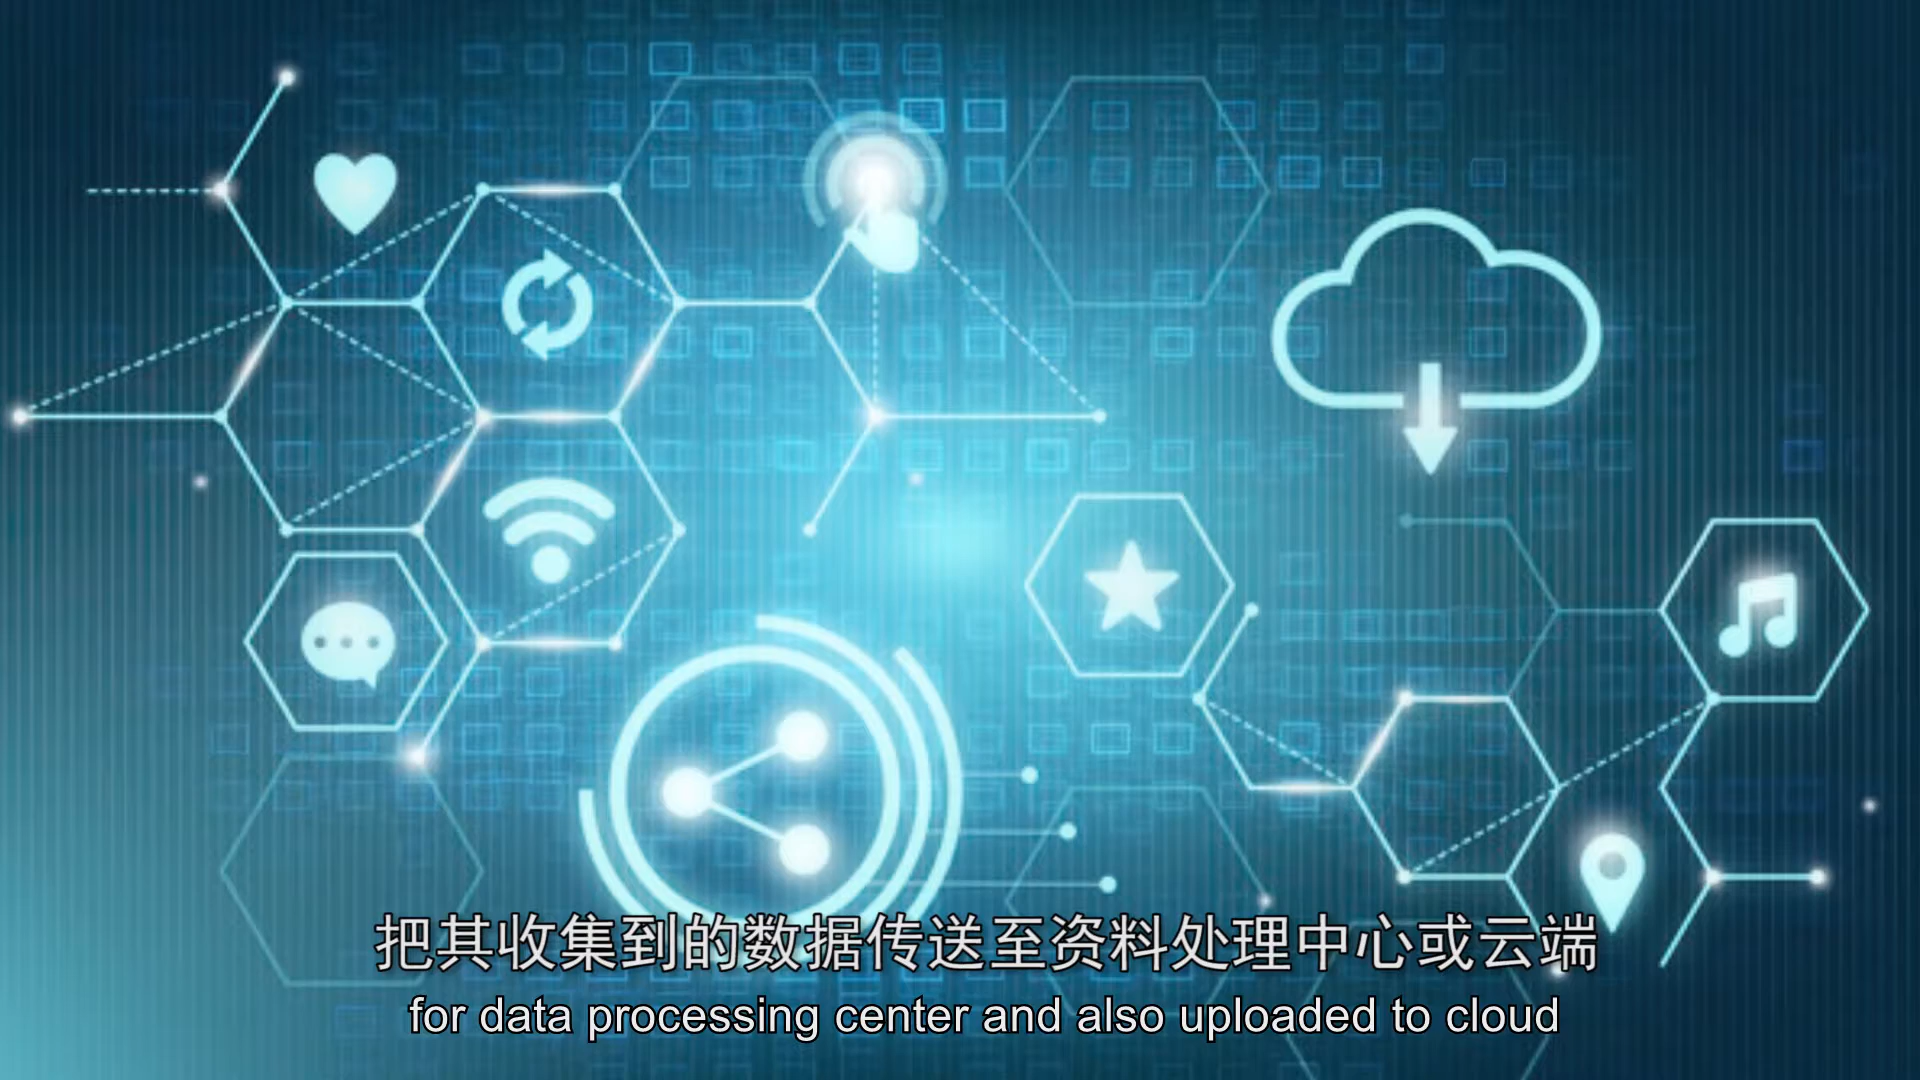 把其收集到的数据传送至资料处理中心或云端
for data processing center and also uploaded to cloud